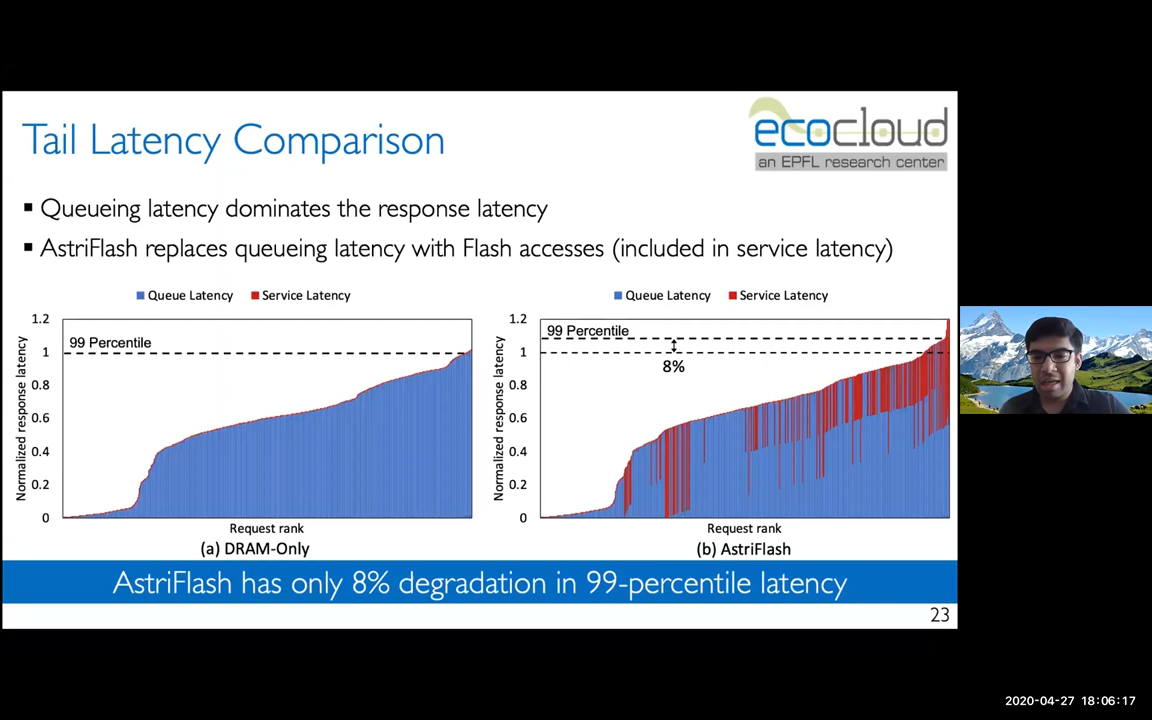 Tail Latency Comparison
ecocloud
an EPFL research center
▪ Queueing latency dominates the response latency
▪ AstriFlash replaces queueing latency with Flash accesses (included in service latency)
Queue Latency Service Latency
1.2
1
0.8
0.6
0.4
0.2
0
99 Percentile
Normalized response latency
Request rank
(a) DRAM-Only
Queue Latency Service Latency
1.2
1
0.8
0.6
0.4
0.2
0
99 Percentile
8%
Normalized response latency
Request rank
(b) AstriFlash
AstriFlash has only 8% degradation in 99-percentile latency
23
2020-04-27 18:06:17